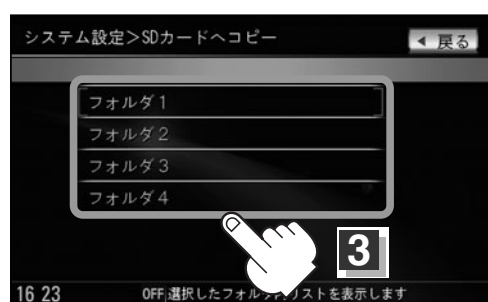 システム設定＞SDカードへコピー
◀ 戻る
フォルダ1
フォルダ2
フォルダ3
フォルダ4
3
16 23 OFF 選択したフォル リストを表示します